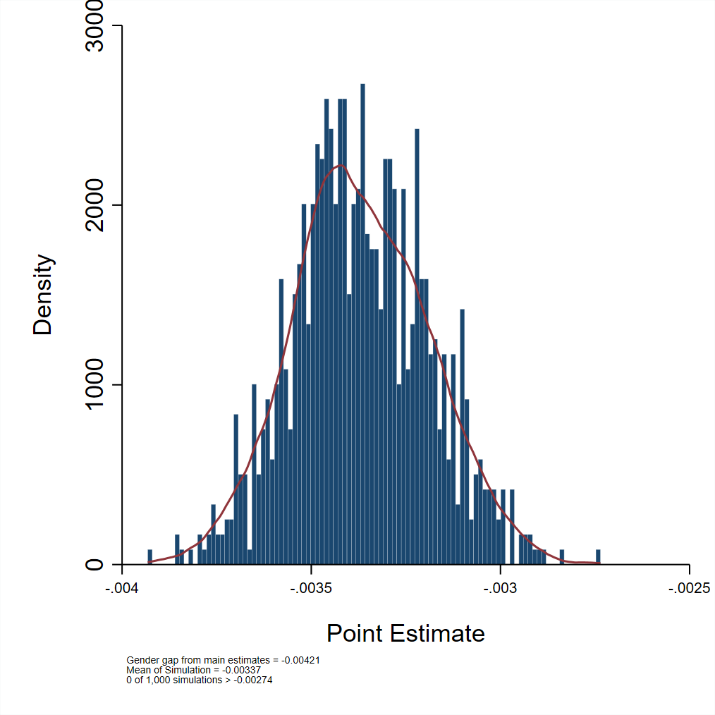 3000
2000
1000
0
Density
-.004
-.0035
-.003
-.0025
Point Estimate
Gender gap from main estimates = -0.00421
Mean of Simulation = -0.00337
0 of 1,000 simulations > -0.00274